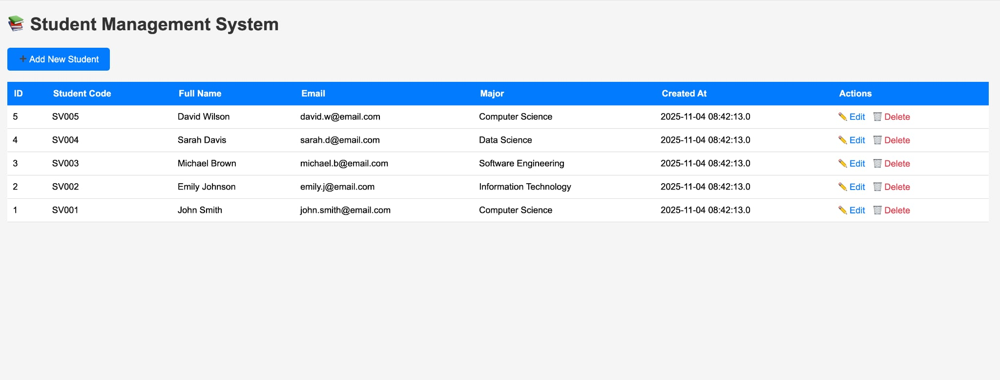 📚 Student Management System
➕ Add New Student
ID Student Code Full Name Email Major Created At Actions
5 SV005 David Wilson david.w@email.com Computer Science 2025-11-04 08:42:13.0 ✏️ Edit 🗑️ Delete
4 SV004 Sarah Davis sarah.d@email.com Data Science 2025-11-04 08:42:13.0 ✏️ Edit 🗑️ Delete
3 SV003 Michael Brown michael.b@email.com Software Engineering 2025-11-04 08:42:13.0 ✏️ Edit 🗑️ Delete
2 SV002 Emily Johnson emily.j@email.com Information Technology 2025-11-04 08:42:13.0 ✏️ Edit 🗑️ Delete
1 SV001 John Smith john.smith@email.com Computer Science 2025-11-04 08:42:13.0 ✏️ Edit 🗑️ Delete